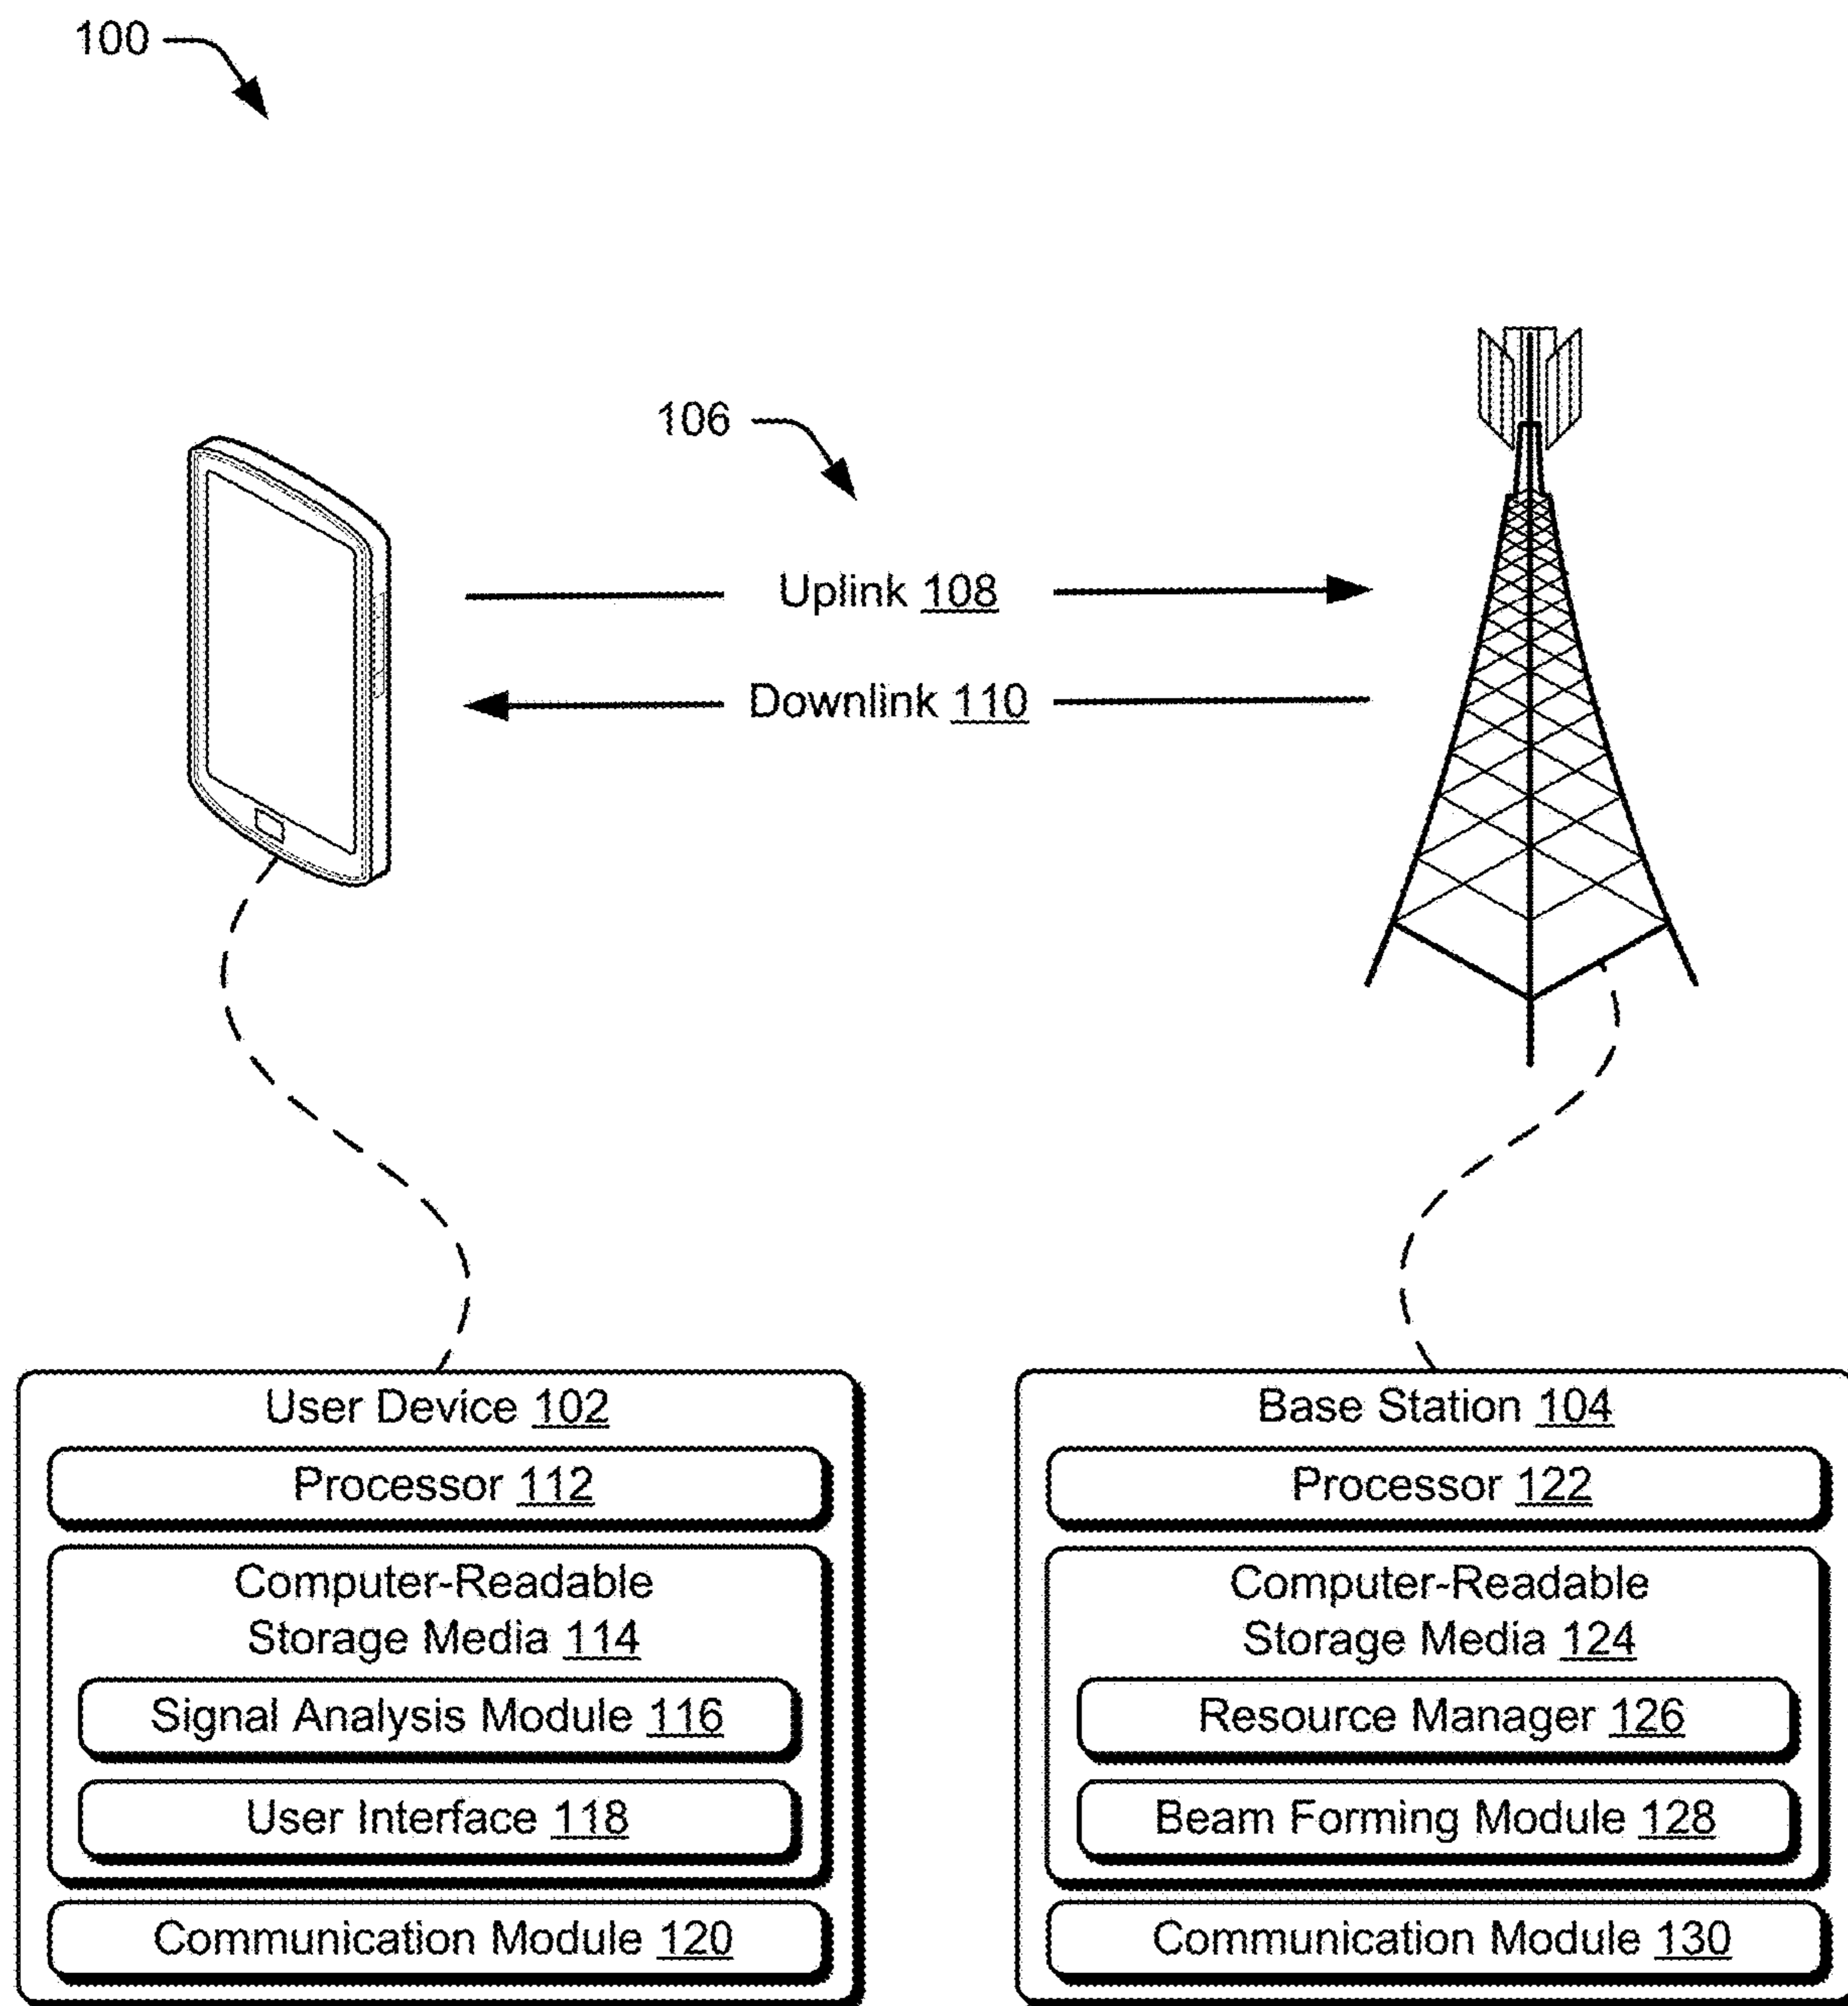 100
106
Uplink 108
Downlink 110
User Device 102
Processor 112
Computer-Readable
Storage Media 114
Signal Analysis Module 116
User Interface 118
Communication Module 120
Base Station 104
Processor 122
Computer-Readable
Storage Media 124
Resource Manager 126
Beam Forming Module 128
Communication Module 130